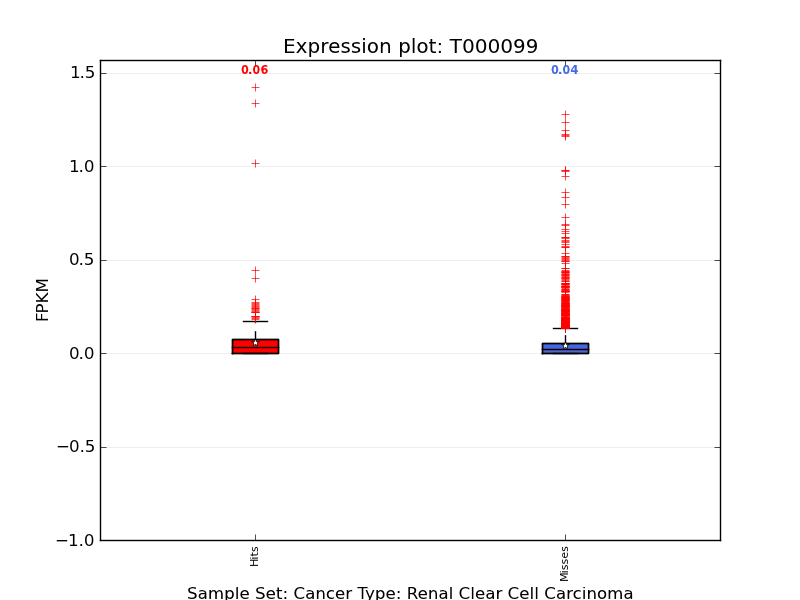 Expression plot: T000099
0.06
0.04
1.5
1.0
0.5
0.0
−0.5
−1.0
FPKM
Hits
Misses
Sample Set: Cancer Type: Renal Clear Cell Carcinoma